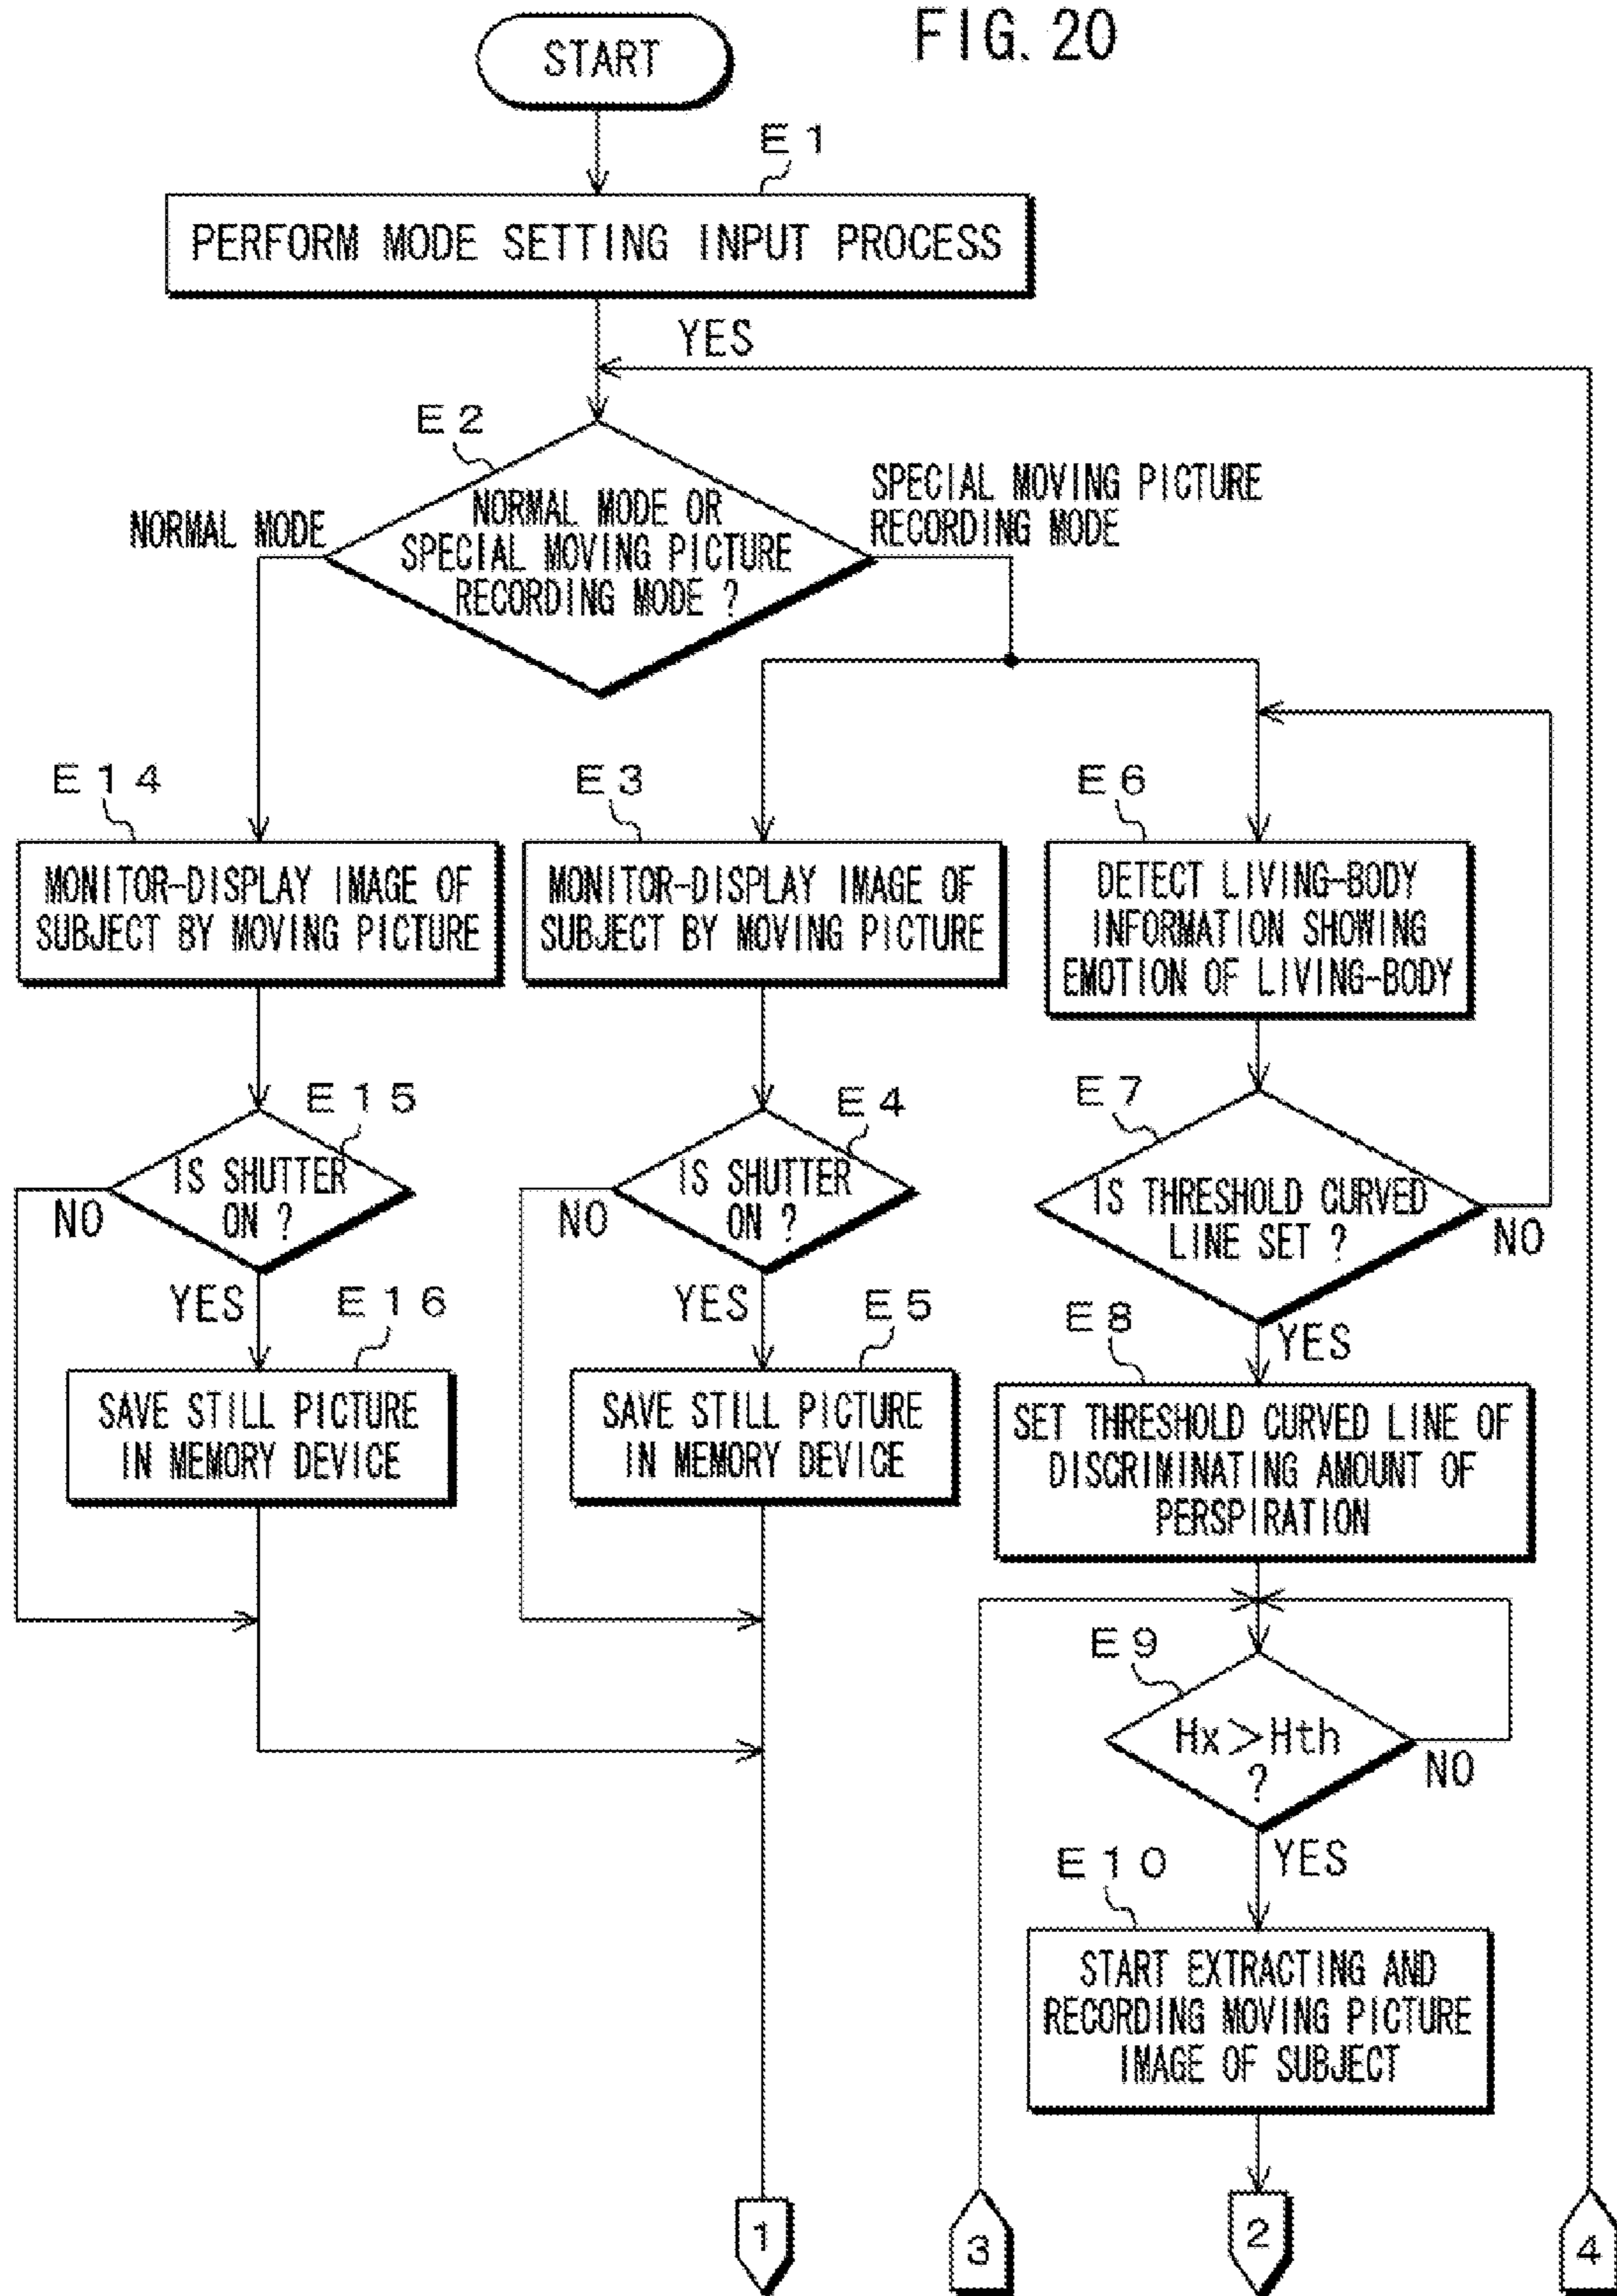 FIG. 20
START
E1
PERFORM MODE SETTING INPUT PROCESS
YES
E2
NORMAL MODE OR
SPECIAL MOVING PICTURE
RECORDING MODE ?
NORMAL MODE
SPECIAL MOVING PICTURE
RECORDING MODE
E14
MONITOR-DISPLAY IMAGE OF
SUBJECT BY MOVING PICTURE
E3
MONITOR-DISPLAY IMAGE OF
SUBJECT BY MOVING PICTURE
E6
DETECT LIVING-BODY
INFORMATION SHOWING
EMOTION OF LIVING-BODY
E15
IS SHUTTER
ON ?
NO
YES
E4
IS SHUTTER
ON ?
NO
YES
E7
IS THRESHOLD CURVED
LINE SET ?
NO
YES
E16
SAVE STILL PICTURE
IN MEMORY DEVICE
E5
SAVE STILL PICTURE
IN MEMORY DEVICE
E8
SET THRESHOLD CURVED LINE OF
DISCRIMINATING AMOUNT OF
PERSPIRATION
E9
Hx>Hth
?
NO
YES
E10
START EXTRACTING AND
RECORDING MOVING PICTURE
IMAGE OF SUBJECT
1
3
2
4